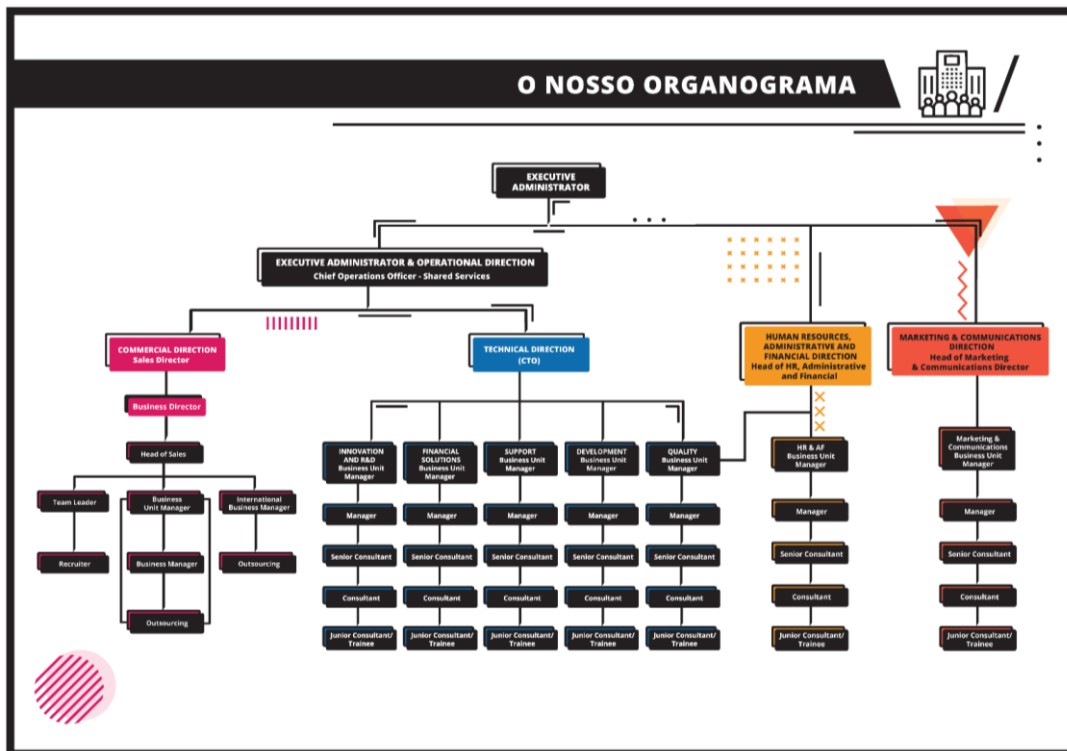 O NOSSO ORGANOGRAMA
EXECUTIVE
ADMINISTRATOR
EXECUTIVE ADMINISTRATOR & OPERATIONAL DIRECTION
Chief Operations Officer - Shared Services
COMMERCIAL DIRECTION
Sales Director
TECHNICAL DIRECTION
(CTO)
HUMAN RESOURCES,
ADMINISTRATIVE AND
FINANCIAL DIRECTION
Head of HR, Administrative
and Financial
MARKETING & COMMUNICATIONS
DIRECTION
Head of Marketing
& Communications Director
Business Director
Head of Sales
Team Leader
Business
Unit Manager
International
Business Manager
Recruiter
Business Manager
Outsourcing
Outsourcing
INNOVATION
AND R&D
Business Unit
Manager
FINANCIAL
SOLUTIONS
Business Unit
Manager
SUPPORT
Business Unit
Manager
DEVELOPMENT
Business Unit
Manager
QUALITY
Business Unit
Manager
HR & AF
Business Unit
Manager
Marketing &
Communications
Business Unit
Manager
Manager
Manager
Manager
Manager
Manager
Manager
Manager
Senior Consultant
Senior Consultant
Senior Consultant
Senior Consultant
Senior Consultant
Senior Consultant
Senior Consultant
Consultant
Consultant
Consultant
Consultant
Consultant
Consultant
Consultant
Junior Consultant/
Trainee
Junior Consultant/
Trainee
Junior Consultant/
Trainee
Junior Consultant/
Trainee
Junior Consultant/
Trainee
Junior Consultant/
Trainee
Junior Consultant/
Trainee